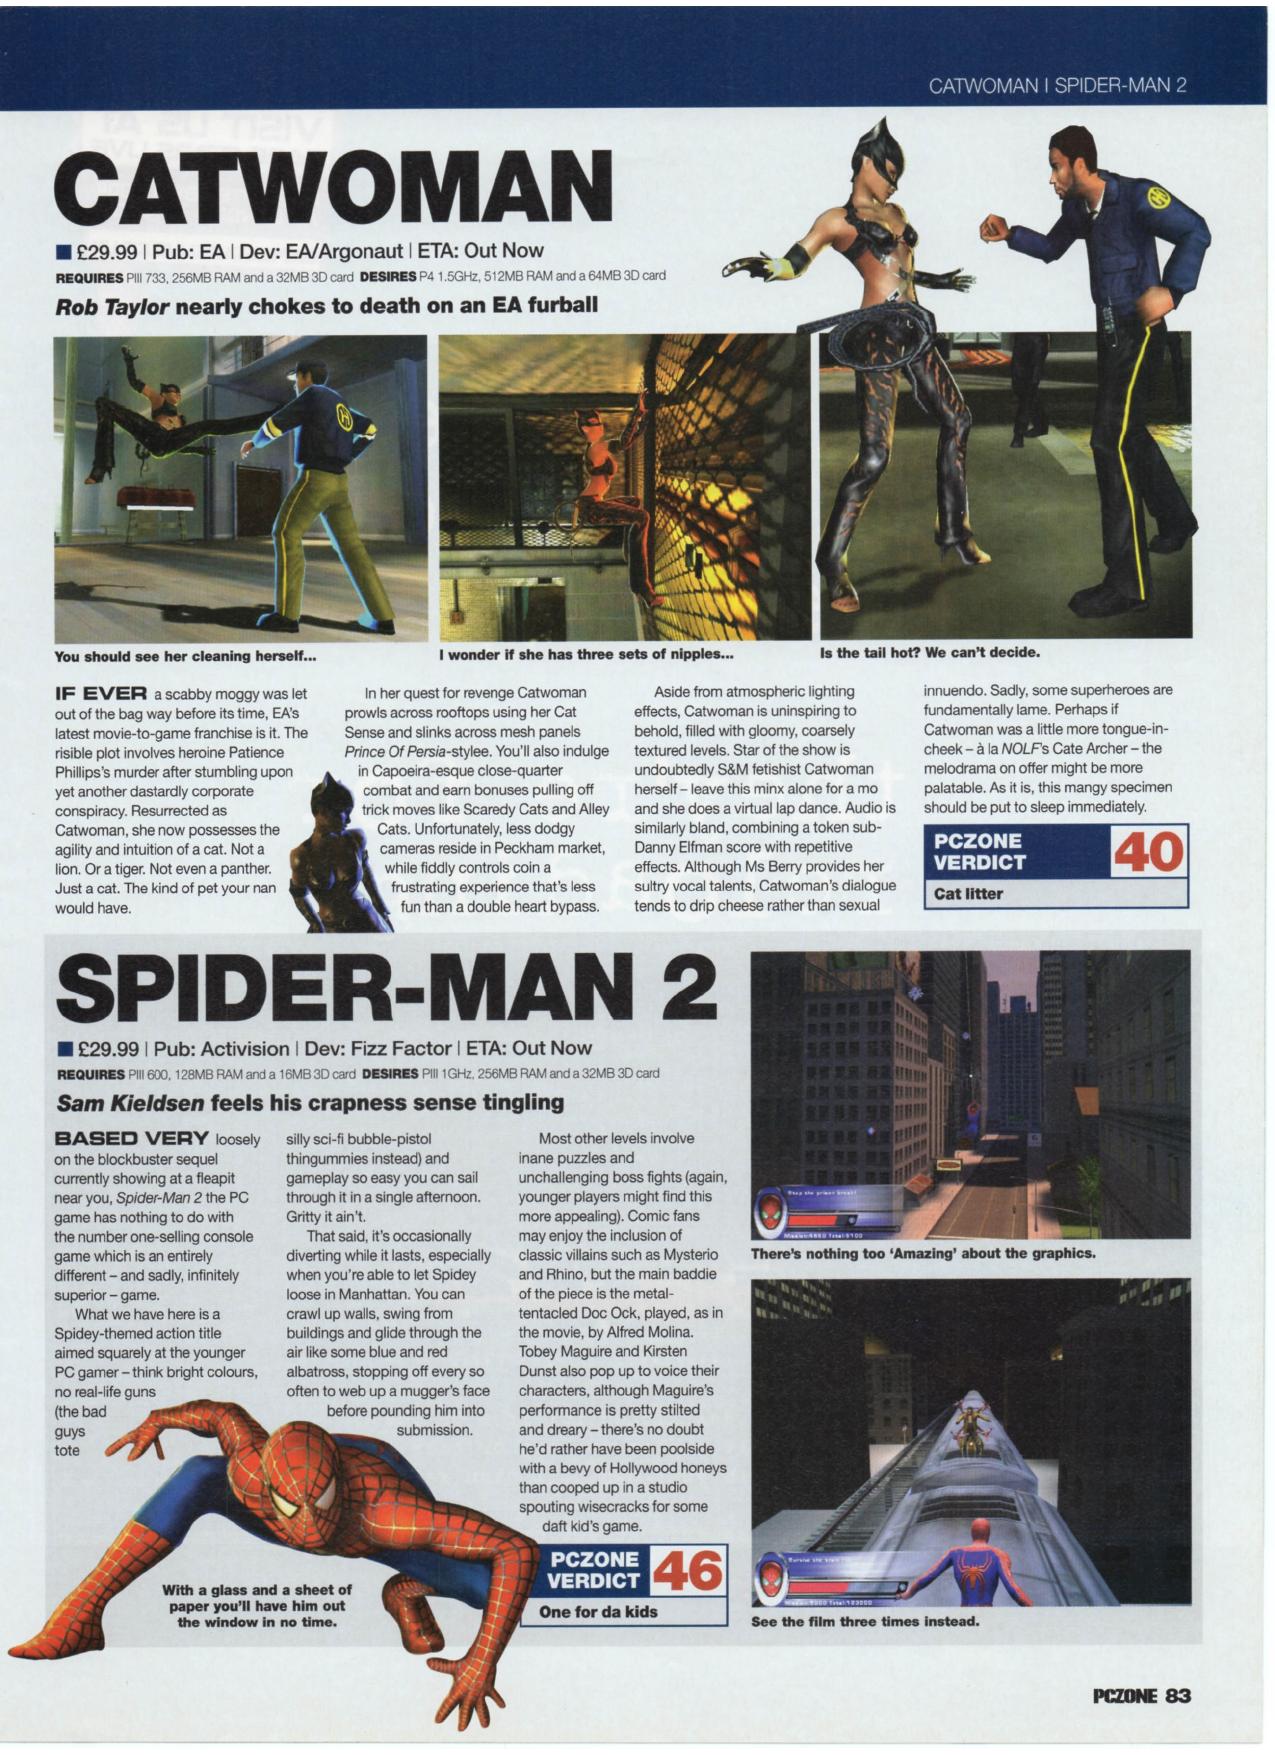 CATWOMAN | SPIDER-MAN 2
CATWOMAN
£29.99 | Pub: EA | Dev: EA/Argonaut | ETA: Out Now
REQUIRES PIII 733, 256MB RAM and a 32MB 3D card DESIRES P4 1.5GHz, 512MB RAM and a 64MB 3D card
Rob Taylor nearly chokes to death on an EA furball
You should see her cleaning herself...
I wonder if she has three sets of nipples...
Is the tail hot? We can't decide.
IF EVER a scabby moggy was let
out of the bag way before its time, EA's
latest movie-to-game franchise is it. The
risible plot involves heroine Patience
Phillips's murder after stumbling upon
yet another dastardly corporate
conspiracy. Resurrected as
Catwoman, she now possesses the
agility and intuition of a cat. Not a
lion. Or a tiger. Not even a panther.
Just a cat. The kind of pet your nan
would have.
In her quest for revenge Catwoman
prowls across rooftops using her Cat
Sense and slinks across mesh panels
Prince Of Persia-stylee. You'll also indulge
in Capoeira-esque close-quarter
combat and earn bonuses pulling off
trick moves like Scaredy Cats and Alley
Cats. Unfortunately, less dodgy
cameras reside in Peckham market,
while fiddly controls coin a
frustrating experience that's less
fun than a double heart bypass.
Aside from atmospheric lighting
effects, Catwoman is uninspiring to
behold, filled with gloomy, coarsely
textured levels. Star of the show is
undoubtedly S&M fetishist Catwoman
herself – leave this minx alone for a mo
and she does a virtual lap dance. Audio is
similarly bland, combining a token sub-
Danny Elfman score with repetitive
effects. Although Ms Berry provides her
sultry vocal talents, Catwoman's dialogue
tends to drip cheese rather than sexual
innuendo. Sadly, some superheroes are
fundamentally lame. Perhaps if
Catwoman was a little more tongue-in-
cheek – à la NOLF's Cate Archer – the
melodrama on offer might be more
palatable. As it is, this mangy specimen
should be put to sleep immediately.
PCZONE
VERDICT
40
Cat litter
SPIDER-MAN 2
£29.99 | Pub: Activision | Dev: Fizz Factor | ETA: Out Now
REQUIRES PIII 600, 128MB RAM and a 16MB 3D card DESIRES PIII 1GHz, 256MB RAM and a 32MB 3D card
Sam Kieldsen feels his crapness sense tingling
BASED VERY loosely
on the blockbuster sequel
currently showing at a fleapit
near you, Spider-Man 2 the PC
game has nothing to do with
the number one-selling console
game which is an entirely
different – and sadly, infinitely
superior – game.
What we have here is a
Spidey-themed action title
aimed squarely at the younger
PC gamer – think bright colours,
no real-life guns
(the bad
guys
tote
silly sci-fi bubble-pistol
thingummies instead) and
gameplay so easy you can sail
through it in a single afternoon.
Gritty it ain't.
That said, it's occasionally
diverting while it lasts, especially
when you're able to let Spidey
loose in Manhattan. You can
crawl up walls, swing from
buildings and glide through the
air like some blue and red
albatross, stopping off every so
often to web up a mugger's face
before pounding him into
submission.
Most other levels involve
inane puzzles and
unchallenging boss fights (again,
younger players might find this
more appealing). Comic fans
may enjoy the inclusion of
classic villains such as Mysterio
and Rhino, but the main baddie
of the piece is the metal-
tentacled Doc Ock, played, as in
the movie, by Alfred Molina.
Tobey Maguire and Kirsten
Dunst also pop up to voice their
characters, although Maguire's
performance is pretty stilted
and dreary – there's no doubt
he'd rather have been poolside
with a bevy of Hollywood honeys
than cooped up in a studio
spouting wisecracks for some
daft kid's game.
PCZONE
VERDICT
46
One for da kids
With a glass and a sheet of
paper you'll have him out
the window in no time.
Stop the prison break!
There's nothing too 'Amazing' about the graphics.
Survive the train
See the film three times instead.
PCZONE 83